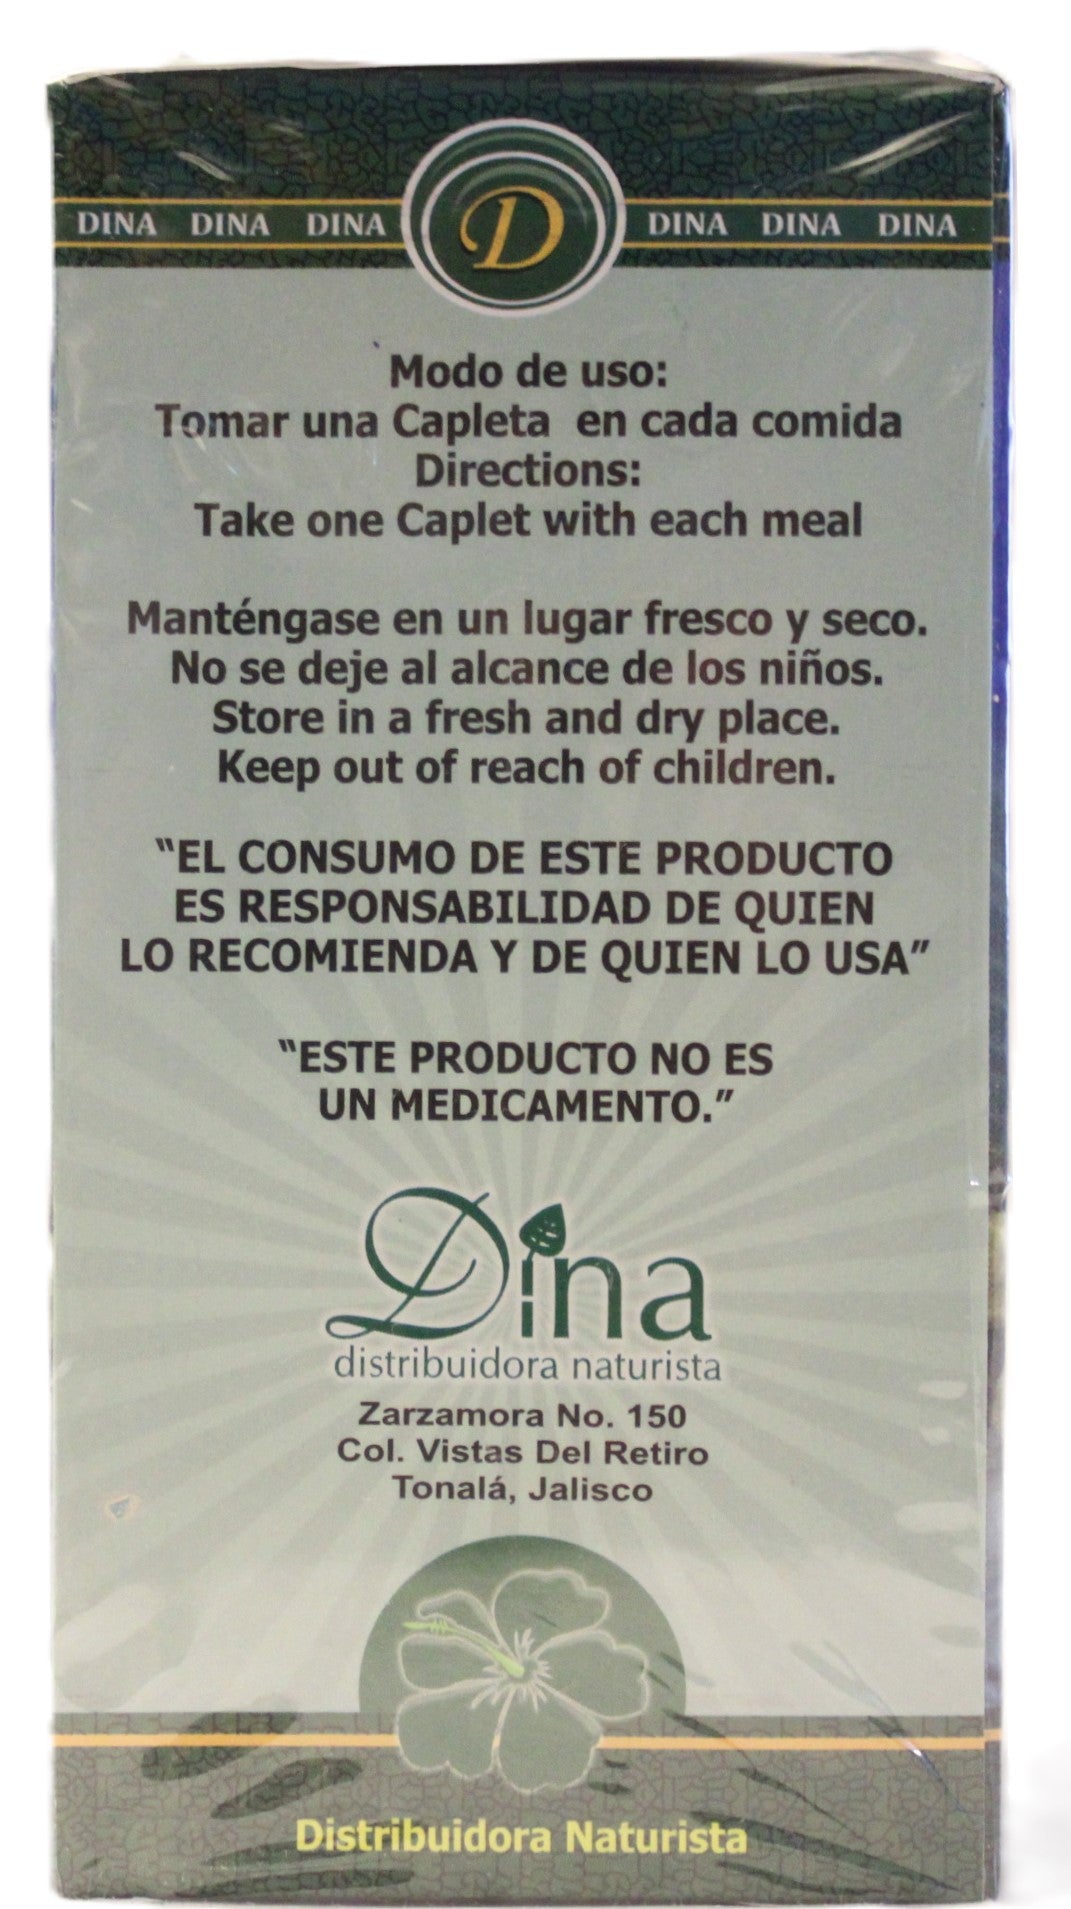 DINA DINA DINA D DINA DINA DINA
Modo de uso:
Tomar una Capleta en cada comida
Directions:
Take one Caplet with each meal
Manténgase en un lugar fresco y seco.
No se deje al alcance de los niños.
Store in a fresh and dry place.
Keep out of reach of children.
"EL CONSUMO DE ESTE PRODUCTO
ES RESPONSABILIDAD DE QUIEN
LO RECOMIENDA Y DE QUIEN LO USA"
"ESTE PRODUCTO NO ES
UN MEDICAMENTO."
Dina
distribuidora naturista
Zarzamora No. 150
Col. Vistas Del Retiro
Tonalá, Jalisco
Distribuidora Naturista